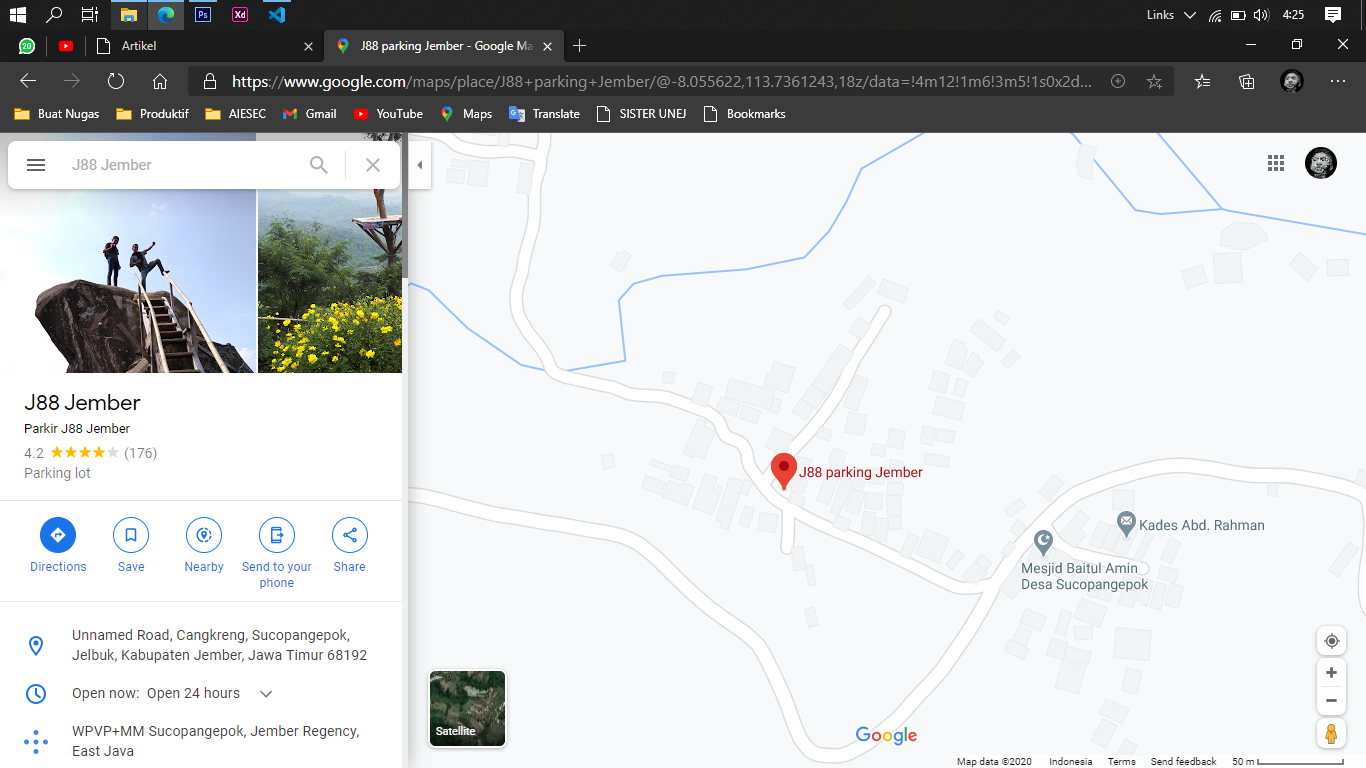 Links
4:25
20
Artikel
J88 parking Jember - Google Ma
https://www.google.com/maps/place/J88+parking+Jember/@-8.055622,113.7361243,18z/data=!4m12!1m6!3m5!1s0x2d...
Buat Nugas
Produktif
AIESEC
Gmail
YouTube
Maps
Translate
SISTER UNEJ
Bookmarks
J88 Jember
J88 Jember
Parkir J88 Jember
4.2 ★★★★★ (176)
Parking lot
Directions
Save
Nearby
Send to your
phone
Share
Unnamed Road, Cangkreng, Sucopangepok,
Jelbuk, Kabupaten Jember, Jawa Timur 68192
Open now: Open 24 hours
WPVP+MM Sucopangepok, Jember Regency,
East Java
J88 parking Jember
Kades Abd. Rahman
Mesjid Baitul Amin
Desa Sucopangepok
Satellite
Google
Map data ©2020
Indonesia
Terms
Send feedback
50 m
Ps
Xd